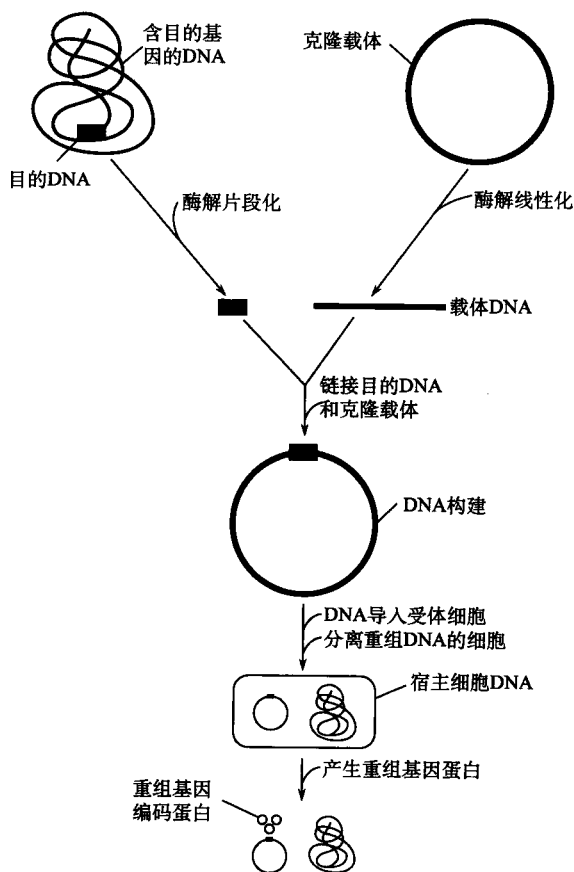 含目的基
因的DNA
克隆载体
目的DNA
酶解片段化
酶解线性化
载体DNA
链接目的DNA
和克隆载体
DNA构建
DNA导入受体细胞
分离重组DNA的细胞
宿主细胞DNA
产生重组基因蛋白
重组基因
编码蛋白